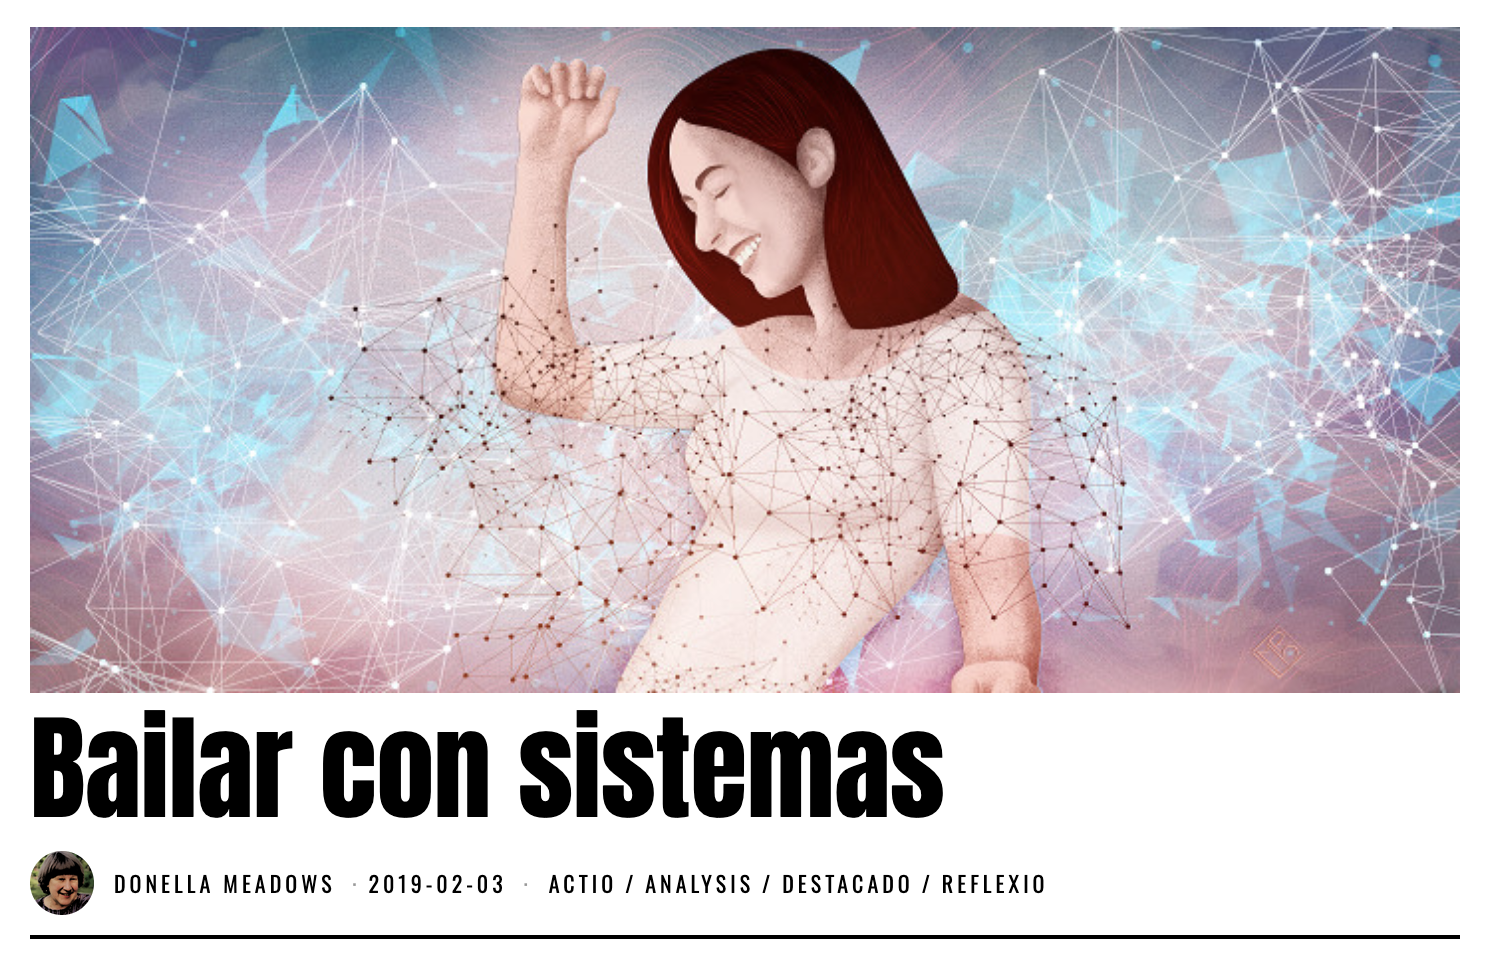 Bailar con sistemas
DONELLA MEADOWS · 2019-02-03 · ACTIO / ANALYSIS / DESTACADO / REFLEXIO